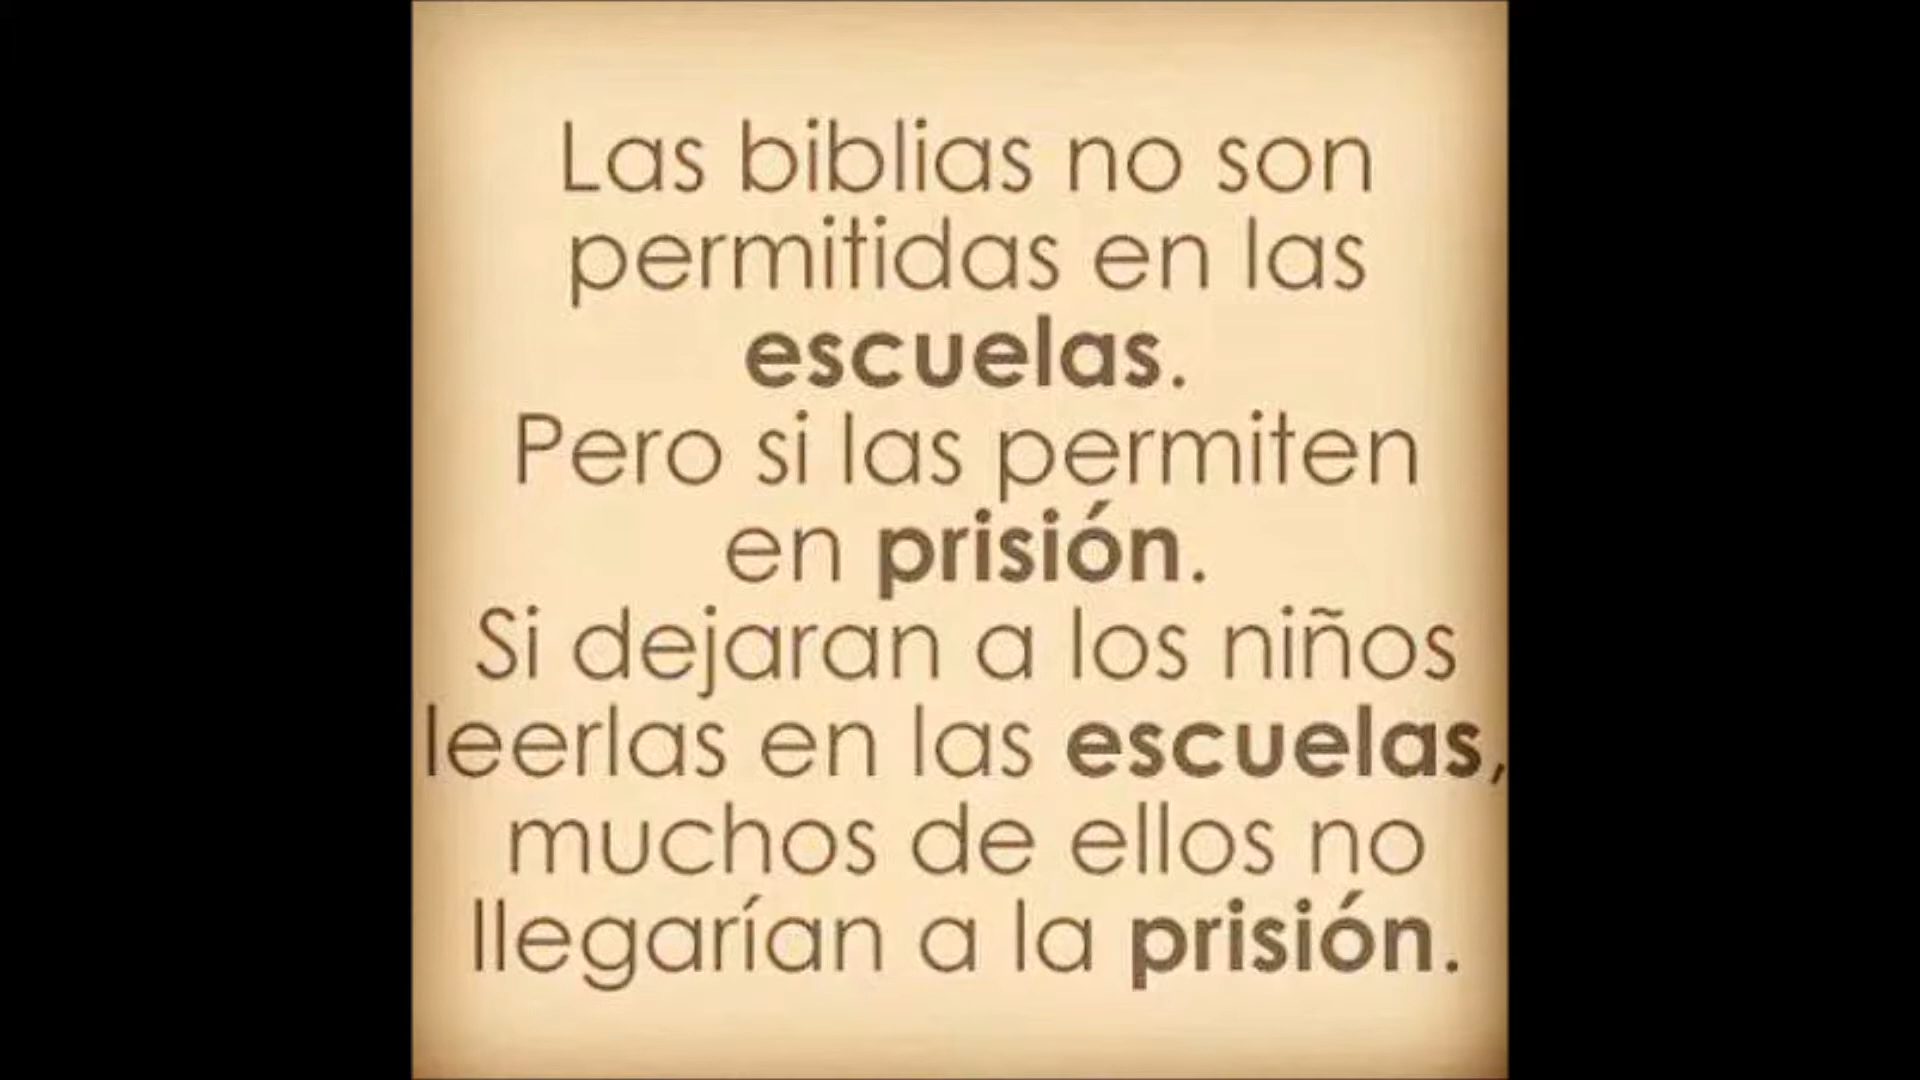 Las biblias no son
permitidas en las
escuelas.
Pero si las permiten
en prisión.
Si dejaran a los niños
leerlas en las escuelas,
muchos de ellos no
llegarían a la prisión.